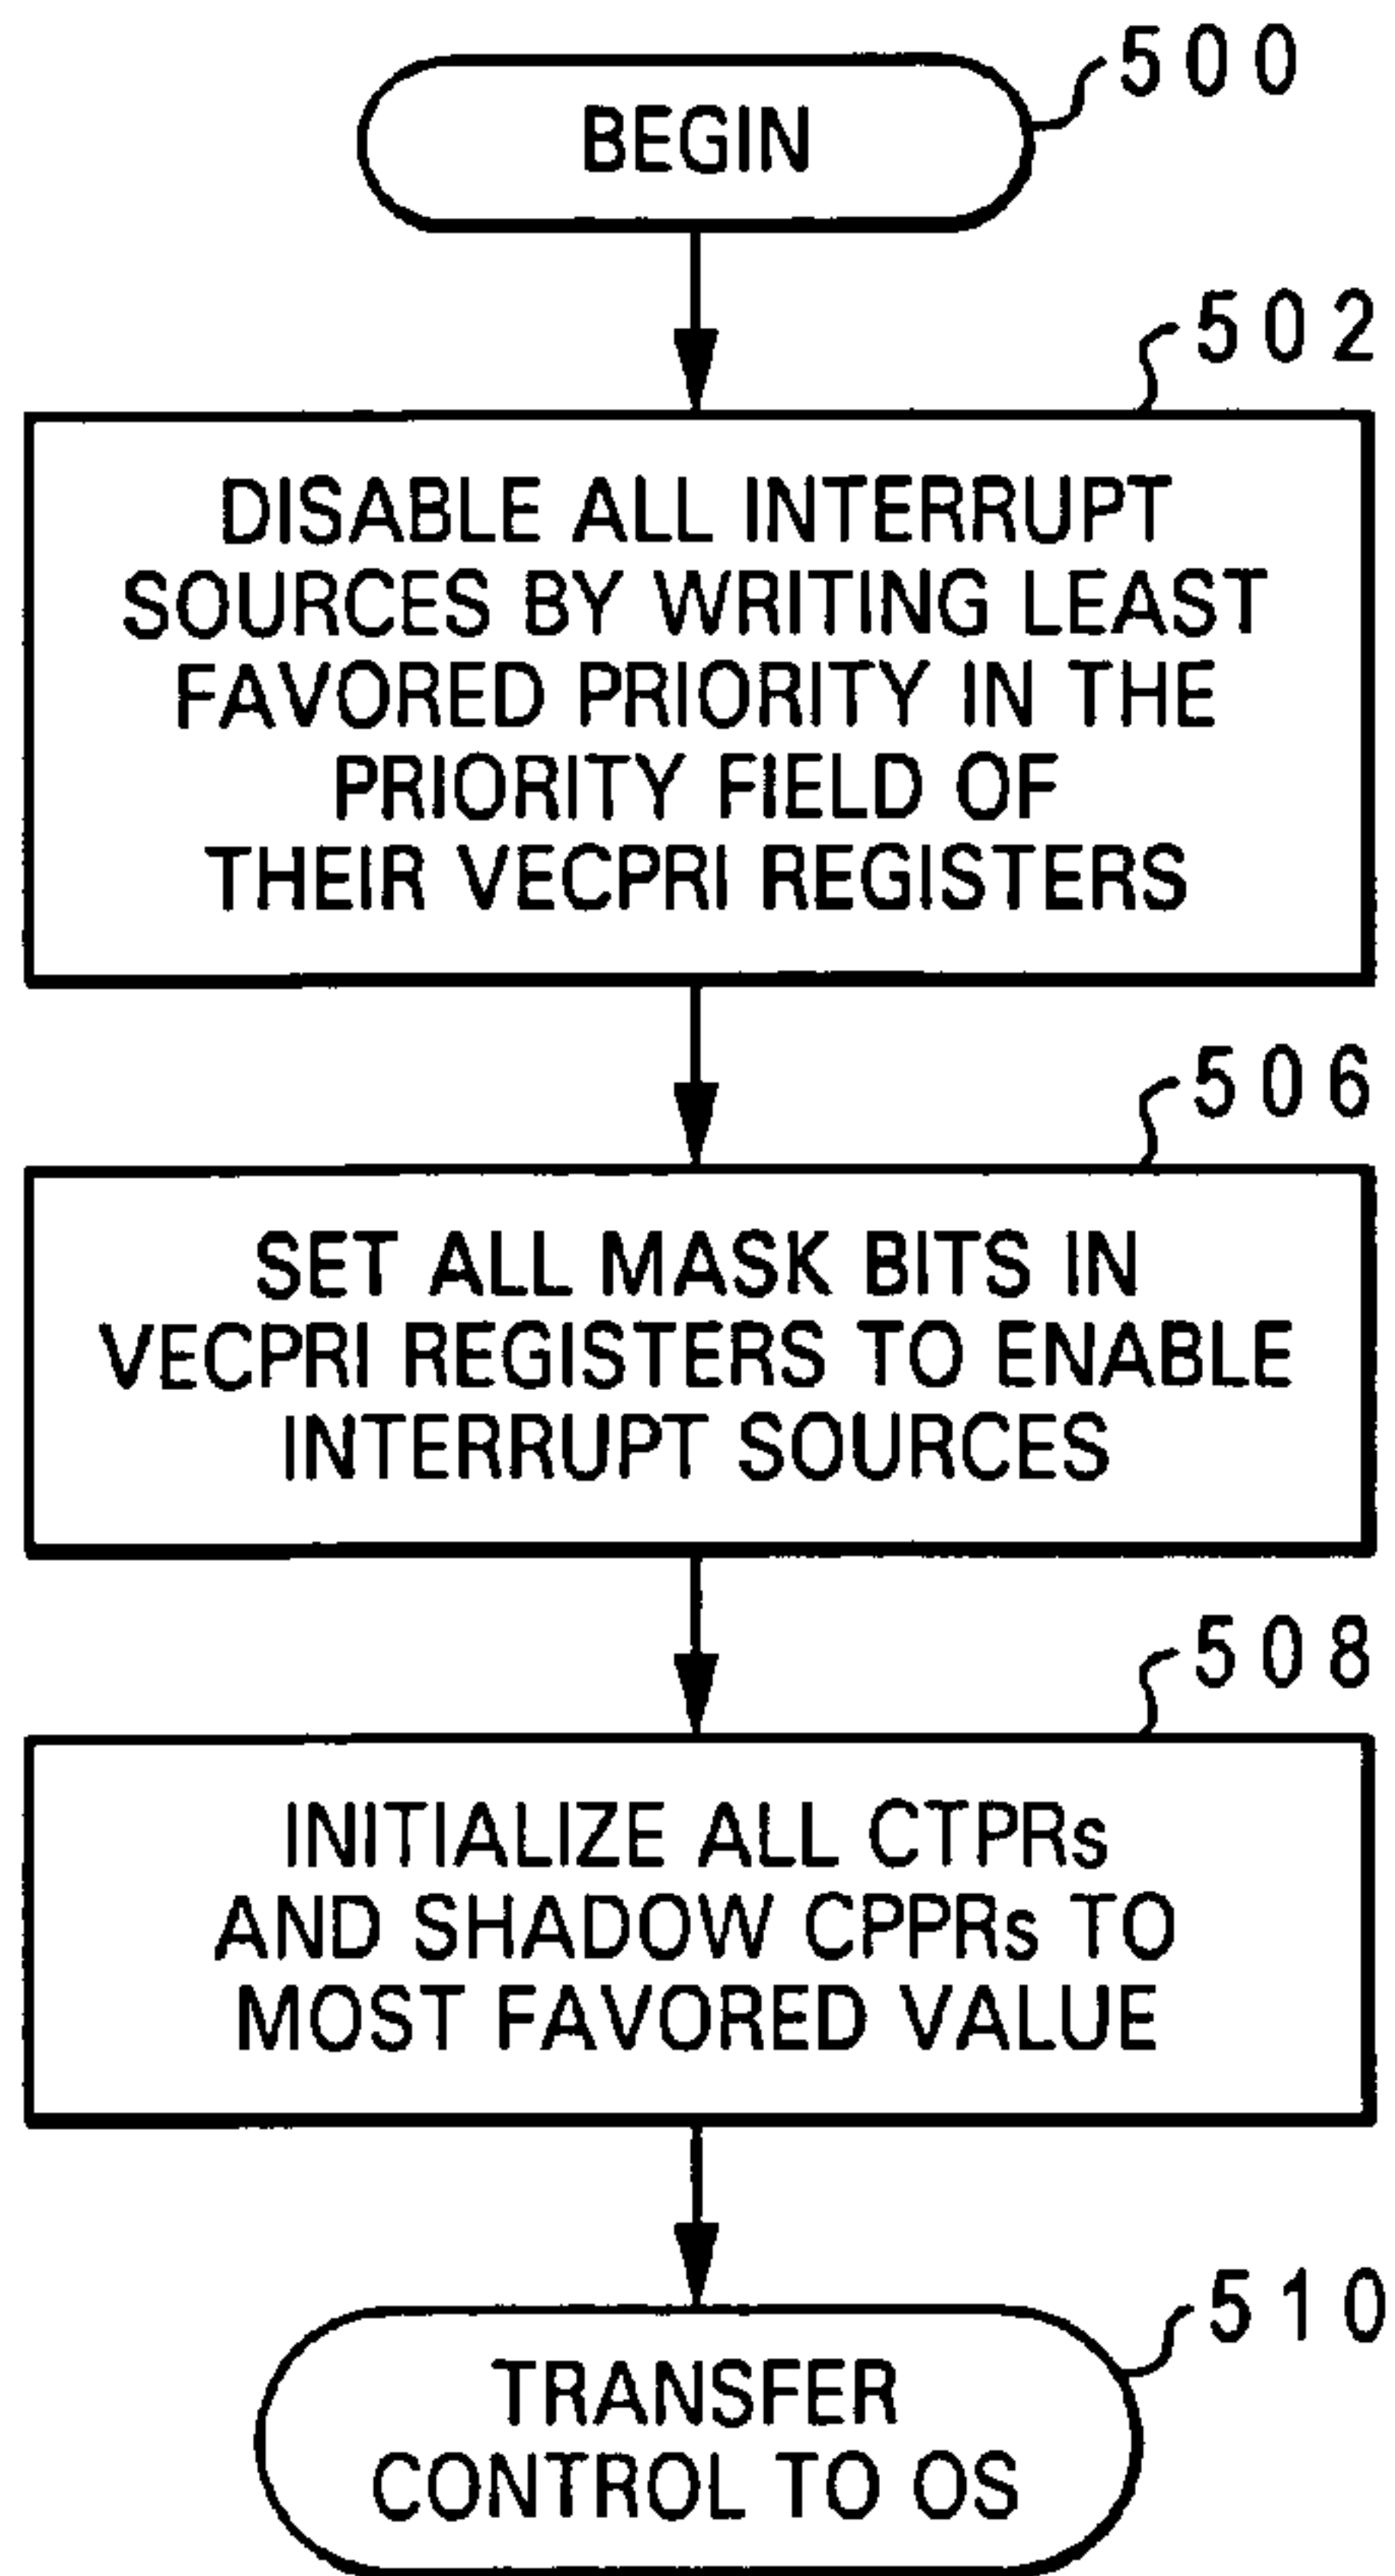 500
BEGIN
502
DISABLE ALL INTERRUPT
SOURCES BY WRITING LEAST
FAVORED PRIORITY IN THE
PRIORITY FIELD OF
THEIR VECPRI REGISTERS
506
SET ALL MASK BITS IN
VECPRI REGISTERS TO ENABLE
INTERRUPT SOURCES
508
INITIALIZE ALL CTPRs
AND SHADOW CPPRs TO
MOST FAVORED VALUE
510
TRANSFER
CONTROL TO OS